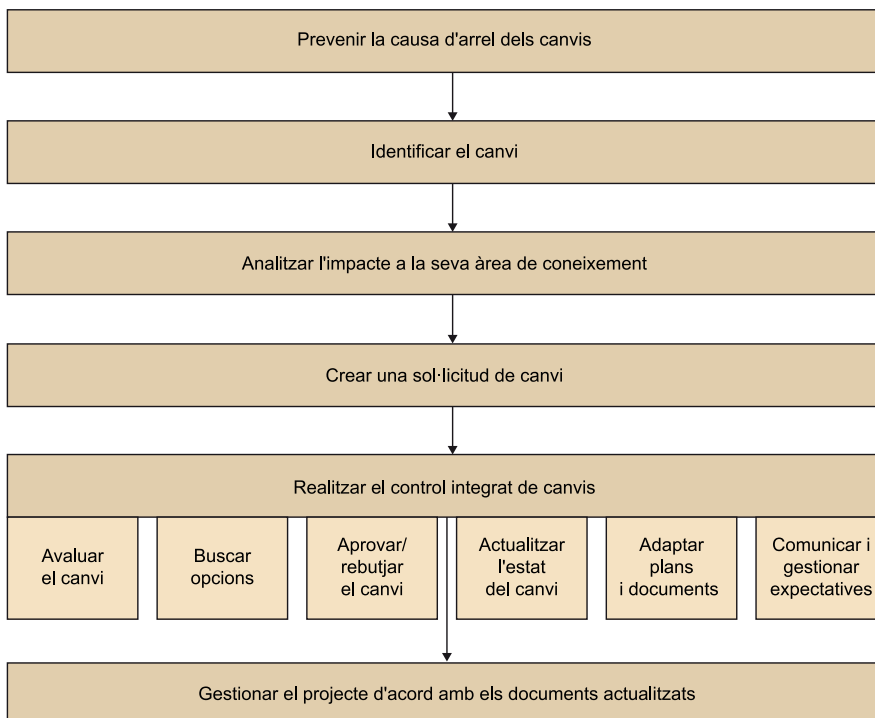 Prevenir la causa d'arrel dels canvis
Identificar el canvi
Analitzar l'impacte a la seva àrea de coneixement
Crear una sol·licitud de canvi
Realitzar el control integrat de canvis
Avaluar
el canvi
Buscar
opcions
Aprovar/
rebutjar
el canvi
Actualitzar
l'estat
del canvi
Adaptar
plans
i documents
Comunicar i
gestionar
expectatives
Gestionar el projecte d'acord amb els documents actualitzats